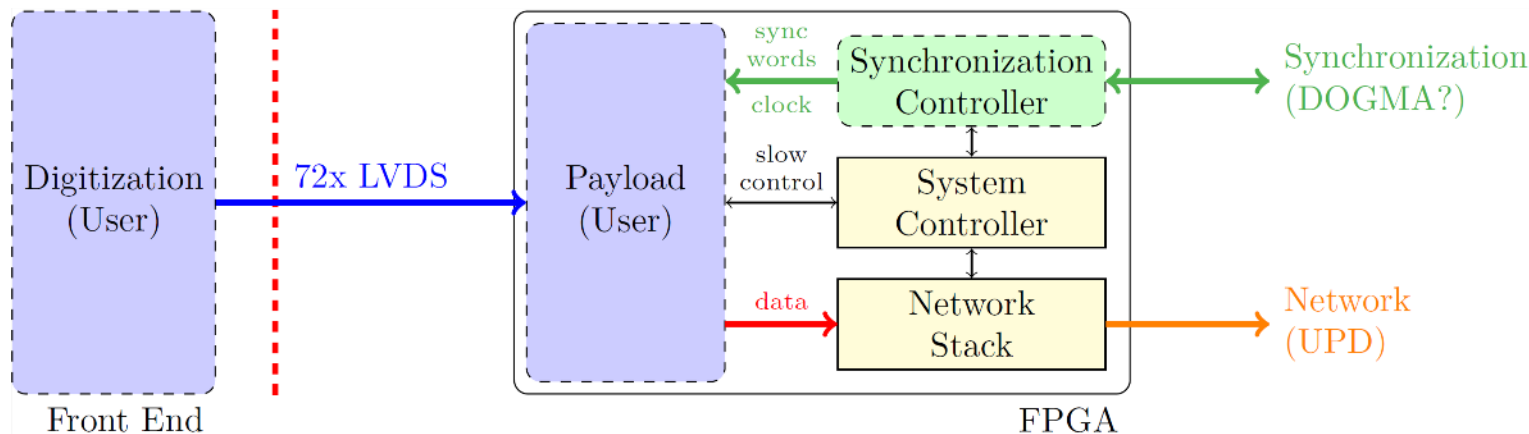 Digitization
(User)
Front End
72x LVDS
Payload
(User)
sync
words
clock
slow
control
data
Synchronization
Controller
System
Controller
Network
Stack
FPGA
Synchronization
(DOGMA?)
Network
(UPD)